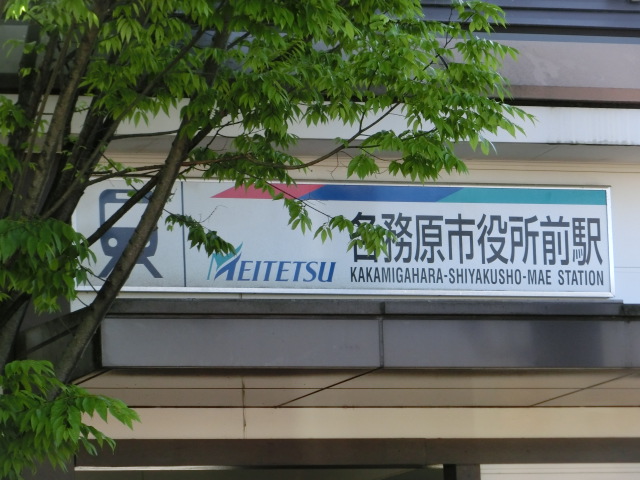 各務原市役所前駅
MEITETSU
KAKAMIGAHARA-SHIYAKUSHO-MAE STATION